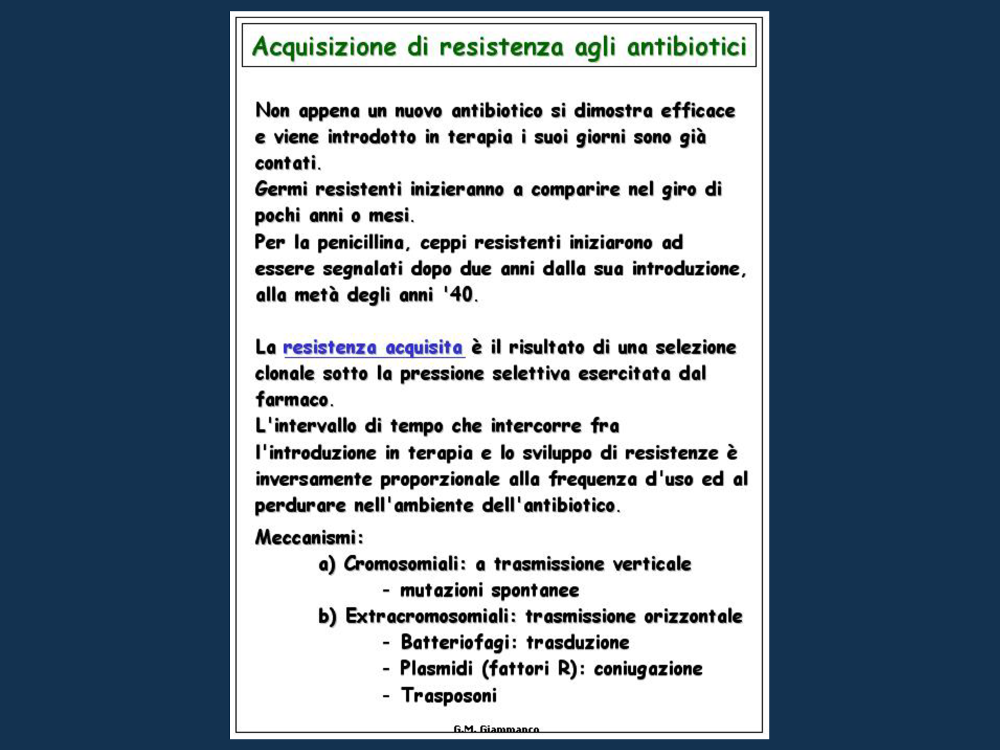 Acquisizione di resistenza agli antibiotici
Non appena un nuovo antibiotico si dimostra efficace
e viene introdotto in terapia i suoi giorni sono già
contati.
Germi resistenti inizieranno a comparire nel giro di
pochi anni o mesi.
Per la penicillina, ceppi resistenti iniziarono ad
essere segnalati dopo due anni dalla sua introduzione,
alla metà degli anni '40.
La resistenza acquisita è il risultato di una selezione
clonale sotto la pressione selettiva esercitata dal
farmaco.
L'intervallo di tempo che intercorre fra
l'introduzione in terapia e lo sviluppo di resistenze è
inversamente proporzionale alla frequenza d'uso ed al
perdurare nell'ambiente dell'antibiotico.
Meccanismi:
a) Cromosomiali: a trasmissione verticale
- mutazioni spontanee
b) Extracromosomiali: trasmissione orizzontale
- Batteriofagi: trasduzione
- Plasmidi (fattori R): coniugazione
- Trasposoni
G.M. Giammanco